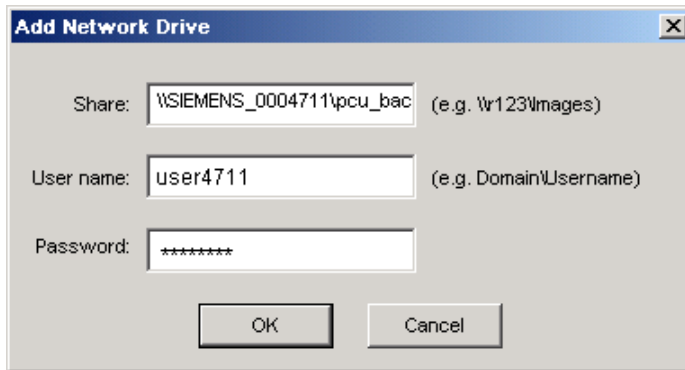 Add Network Drive
Share: \\SIEMENS_0004711\pcu_bac (e.g. \\r123\Images)
User name: user4711 (e.g. Domain\Username)
Password: ********
OK Cancel